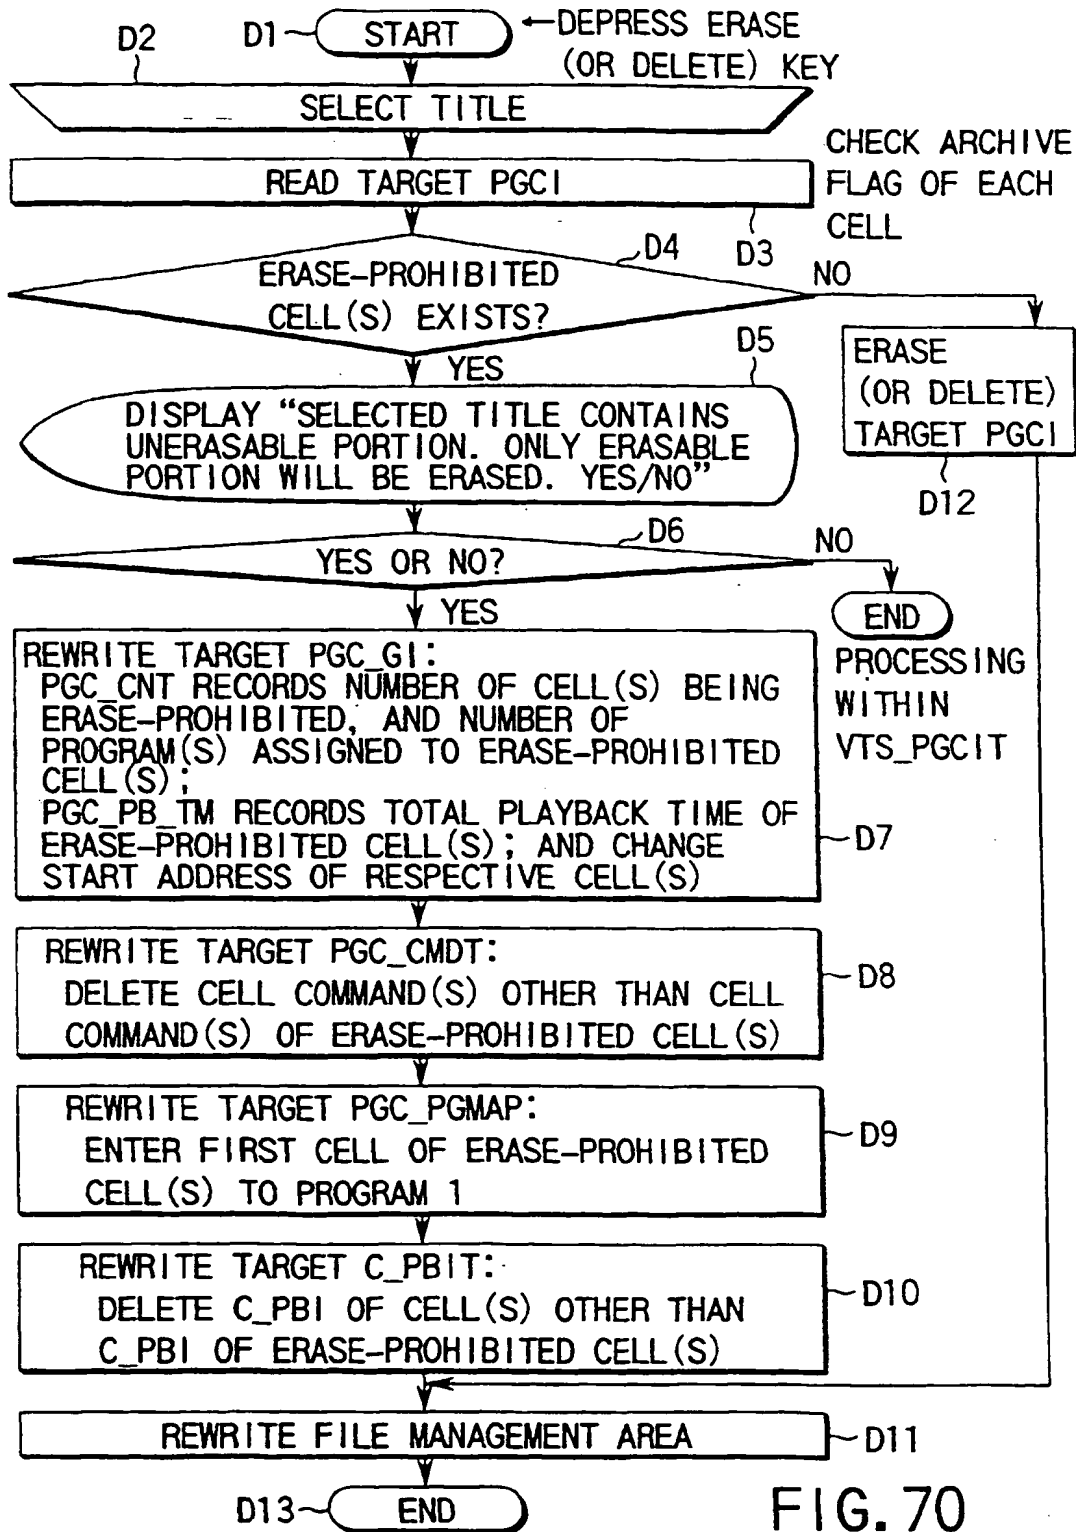 D1
START
←DEPRESS ERASE
(OR DELETE) KEY
D2
SELECT TITLE
READ TARGET PGCI
D3
CHECK ARCHIVE
FLAG OF EACH
CELL
D4
ERASE-PROHIBITED
CELL(S) EXISTS?
NO
YES
D5
DISPLAY “SELECTED TITLE CONTAINS
UNERASABLE PORTION. ONLY ERASABLE
PORTION WILL BE ERASED. YES/NO”
ERASE
(OR DELETE)
TARGET PGCI
D12
D6
YES OR NO?
NO
YES
END
PROCESSING
WITHIN
VTS_PGCIT
REWRITE TARGET PGC_GI:
PGC_CNT RECORDS NUMBER OF CELL(S) BEING
ERASE-PROHIBITED, AND NUMBER OF
PROGRAM(S) ASSIGNED TO ERASE-PROHIBITED
CELL(S);
PGC_PB_TM RECORDS TOTAL PLAYBACK TIME OF
ERASE-PROHIBITED CELL(S); AND CHANGE
START ADDRESS OF RESPECTIVE CELL(S)
D7
REWRITE TARGET PGC_CMDT:
DELETE CELL COMMAND(S) OTHER THAN CELL
COMMAND(S) OF ERASE-PROHIBITED CELL(S)
D8
REWRITE TARGET PGC_PGMAP:
ENTER FIRST CELL OF ERASE-PROHIBITED
CELL(S) TO PROGRAM 1
D9
REWRITE TARGET C_PBIT:
DELETE C_PBI OF CELL(S) OTHER THAN
C_PBI OF ERASE-PROHIBITED CELL(S)
D10
REWRITE FILE MANAGEMENT AREA
D11
D13
END
FIG. 70